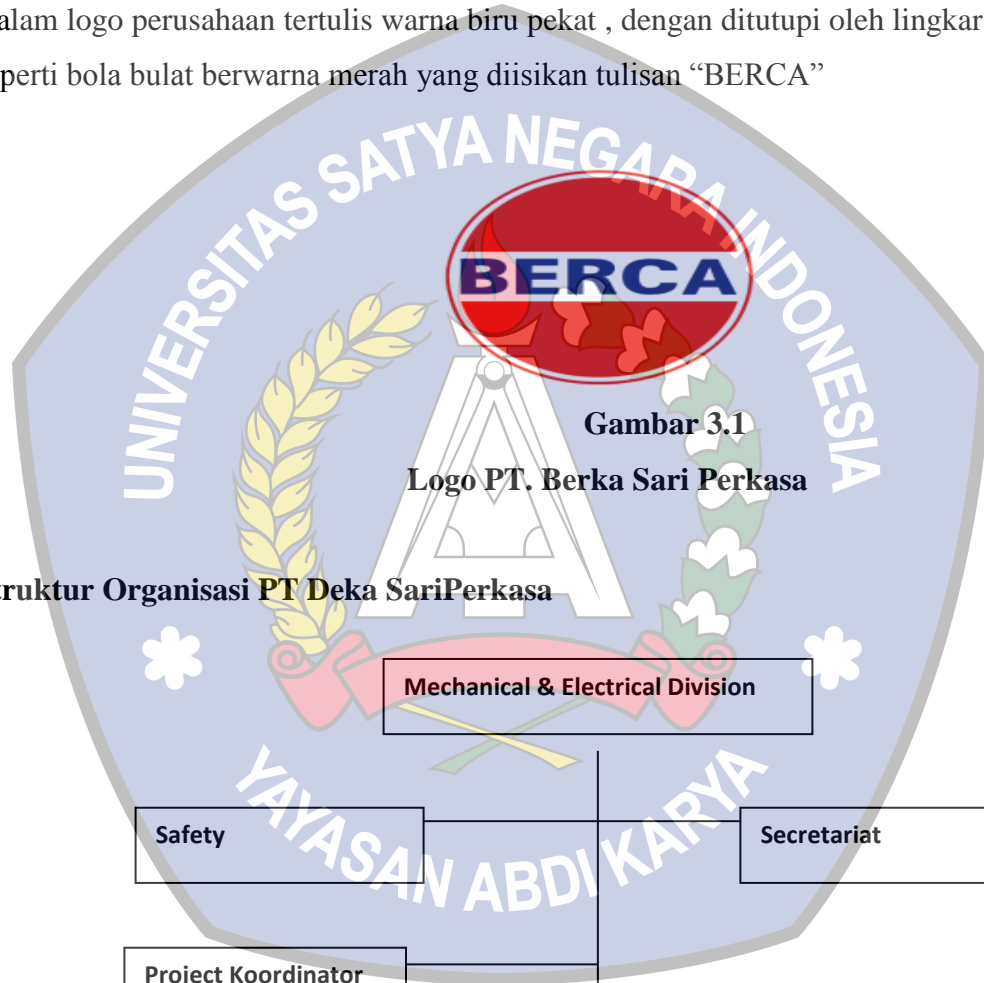 alam logo perusahaan tertulis warna biru pekat , dengan ditutupi oleh lingkar
perti bola bulat berwarna merah yang diisikan tulisan “BERCA”
UNIVERSITAS SATYA NEGARA INDONESIA
BERCA
Gambar 3.1
Logo PT. Berka Sari Perkasa
truktur Organisasi PT Deka SariPerkasa
Mechanical & Electrical Division
Safety
Secretariat
YAYASAN ABDI KARYA
Project Koordinator